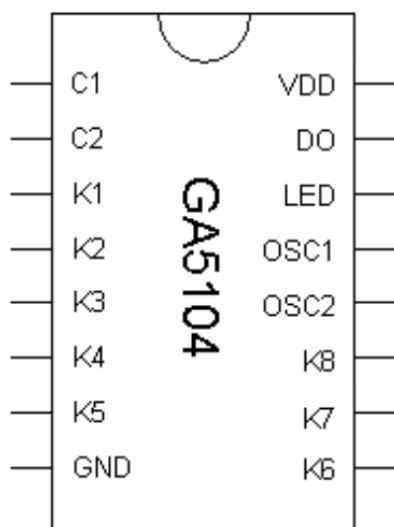 C1 VDD
C2 DO
K1 LED
K2 OSC1
K3 OSC2
K4 K8
K5 K7
GND K6
GA5104